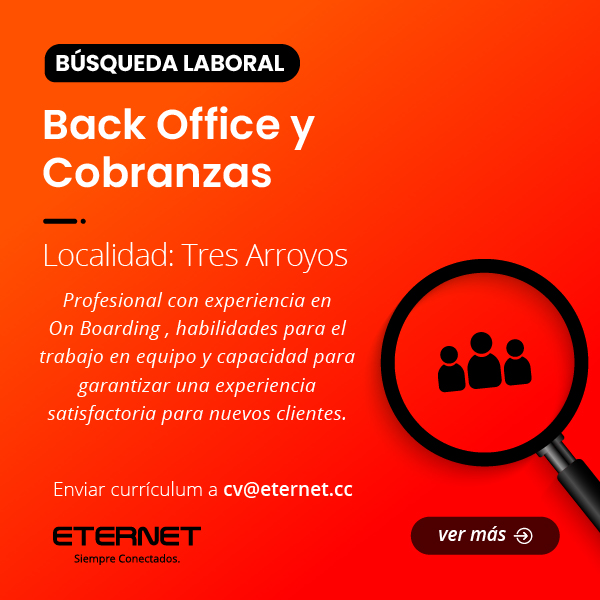 BÚSQUEDA LABORAL
Back Office y
Cobranzas
Localidad: Tres Arroyos
Profesional con experiencia en
On Boarding , habilidades para el
trabajo en equipo y capacidad para
garantizar una experiencia
satisfactoria para nuevos clientes.
Enviar currículum a cv@eternet.cc
ETERNET
Siempre Conectados.
ver más